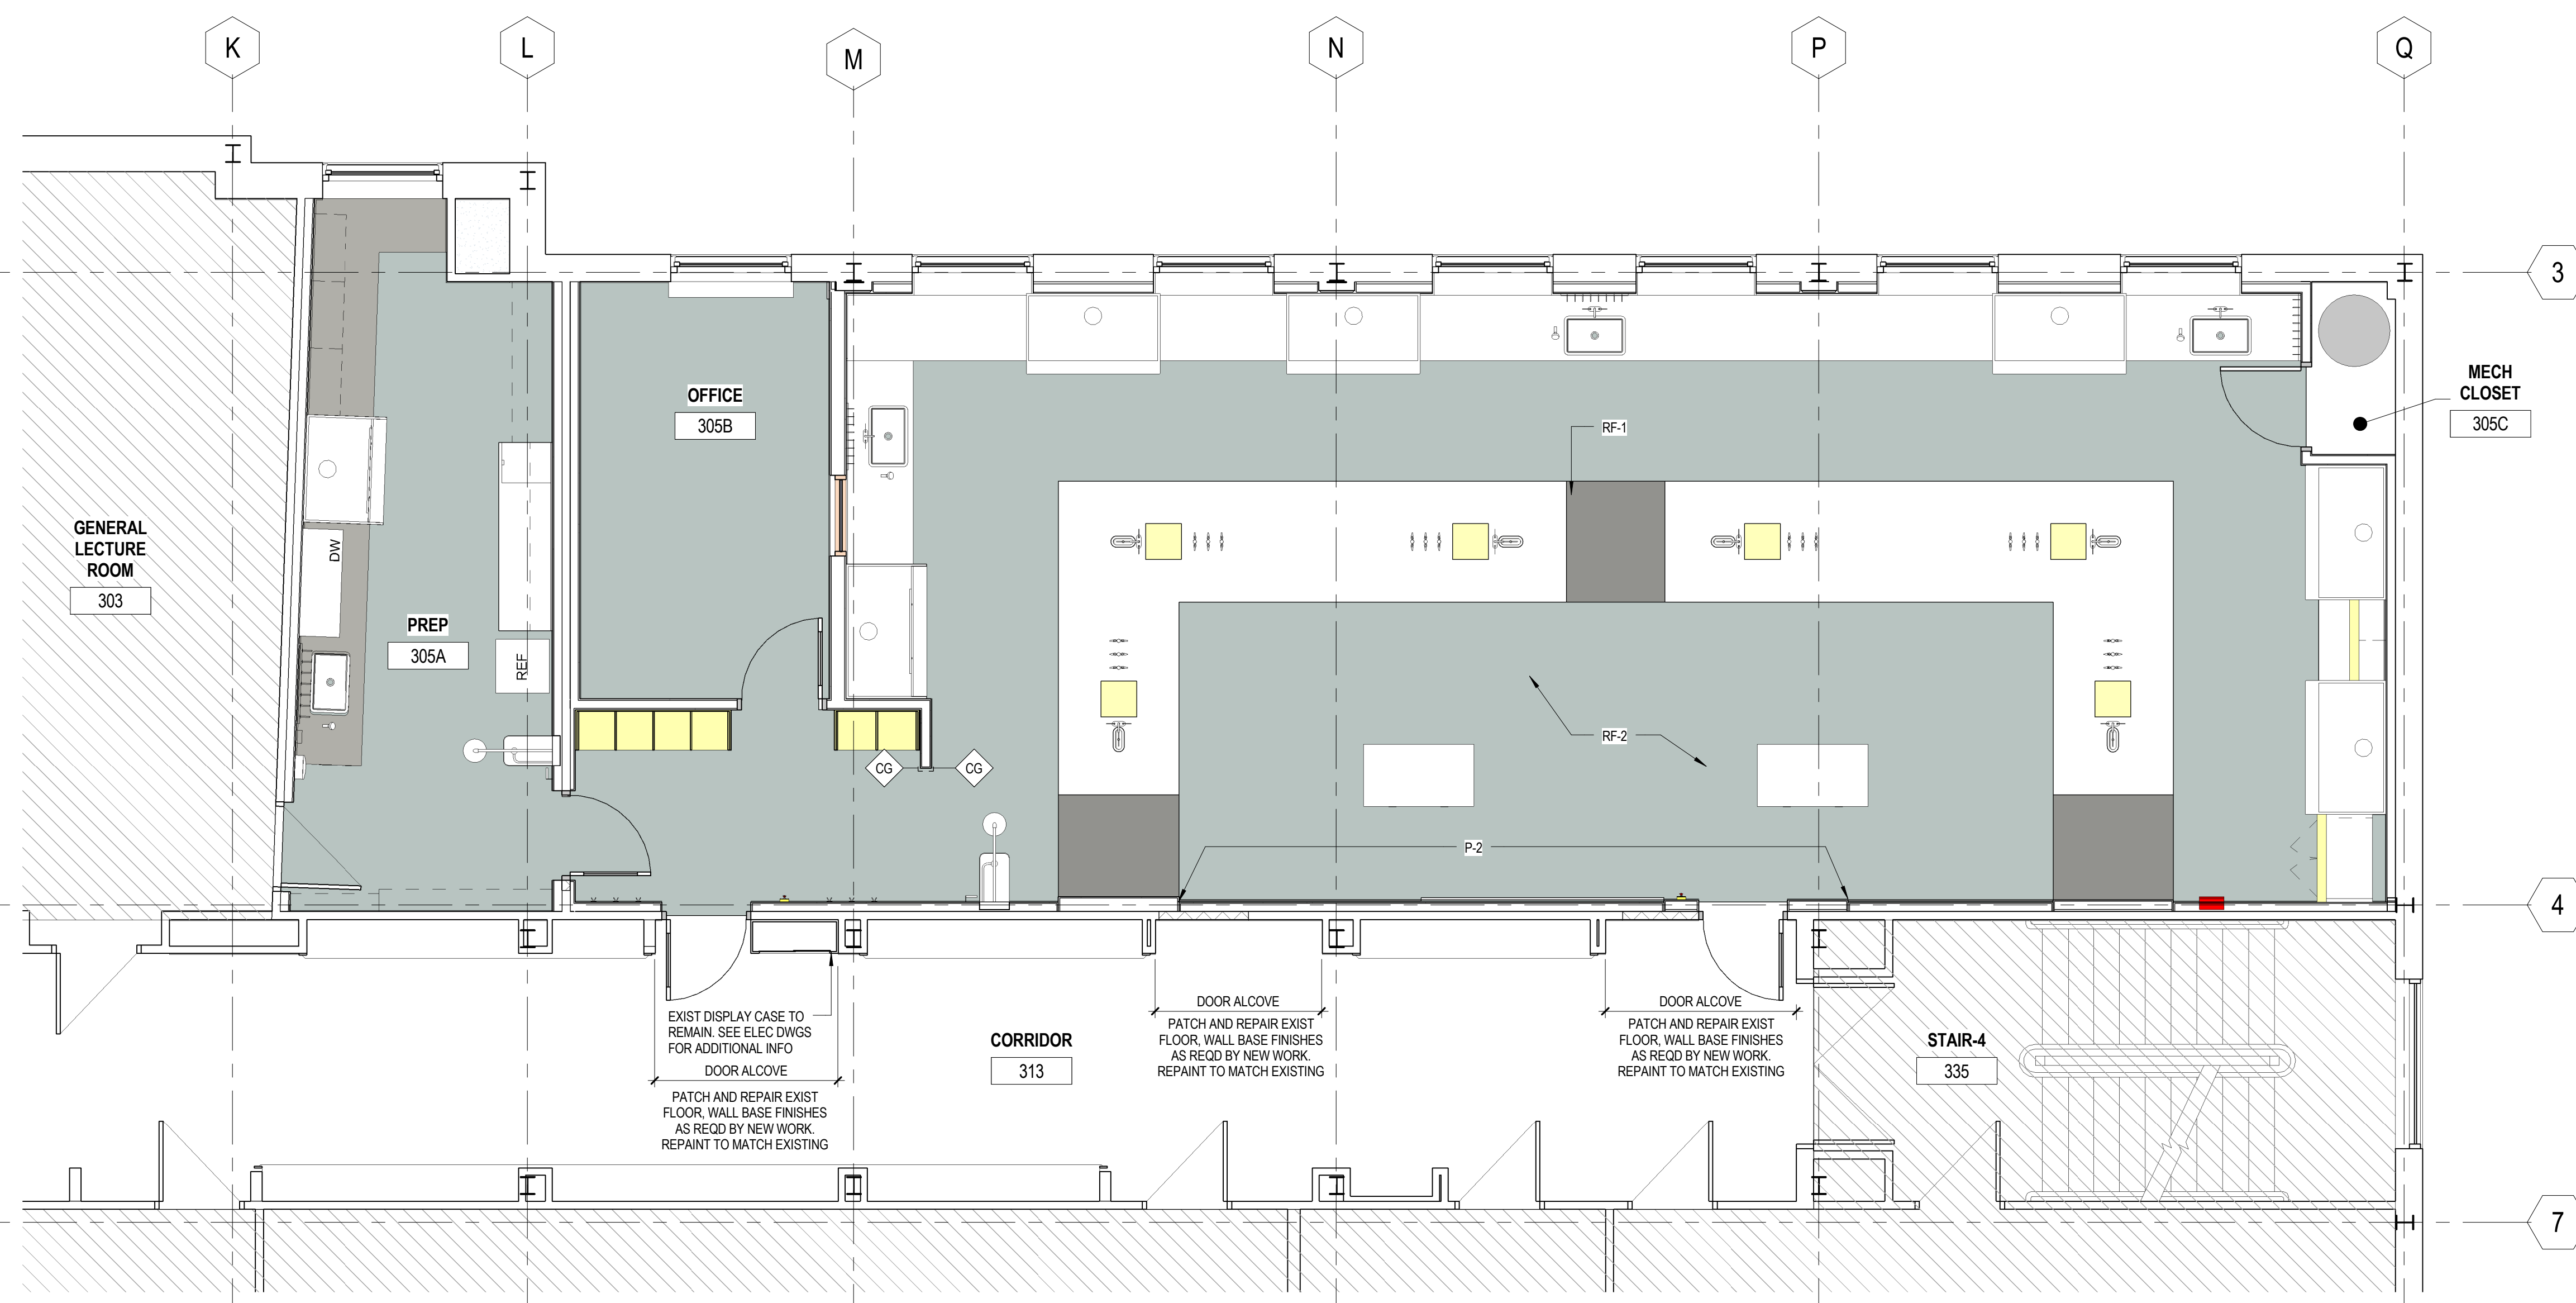 K
L
M
N
P
Q
3
MECH
CLOSET
305C
OFFICE
305B
RF-1
GENERAL
LECTURE
ROOM
303
DW
PREP
305A
REF
RF-2
CG
CG
P-2
4
EXIST DISPLAY CASE TO
REMAIN. SEE ELEC DWGS
FOR ADDITIONAL INFO
DOOR ALCOVE
PATCH AND REPAIR EXIST
FLOOR, WALL BASE FINISHES
AS REQD BY NEW WORK.
REPAINT TO MATCH EXISTING
CORRIDOR
313
DOOR ALCOVE
PATCH AND REPAIR EXIST
FLOOR, WALL BASE FINISHES
AS REQD BY NEW WORK.
REPAINT TO MATCH EXISTING
DOOR ALCOVE
PATCH AND REPAIR EXIST
FLOOR, WALL BASE FINISHES
AS REQD BY NEW WORK.
REPAINT TO MATCH EXISTING
STAIR-4
335
7